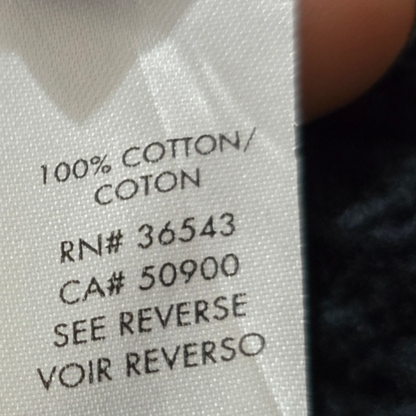 100% COTTON/
COTON
RN# 36543
CA# 50900
SEE REVERSE
VOIR REVERSO